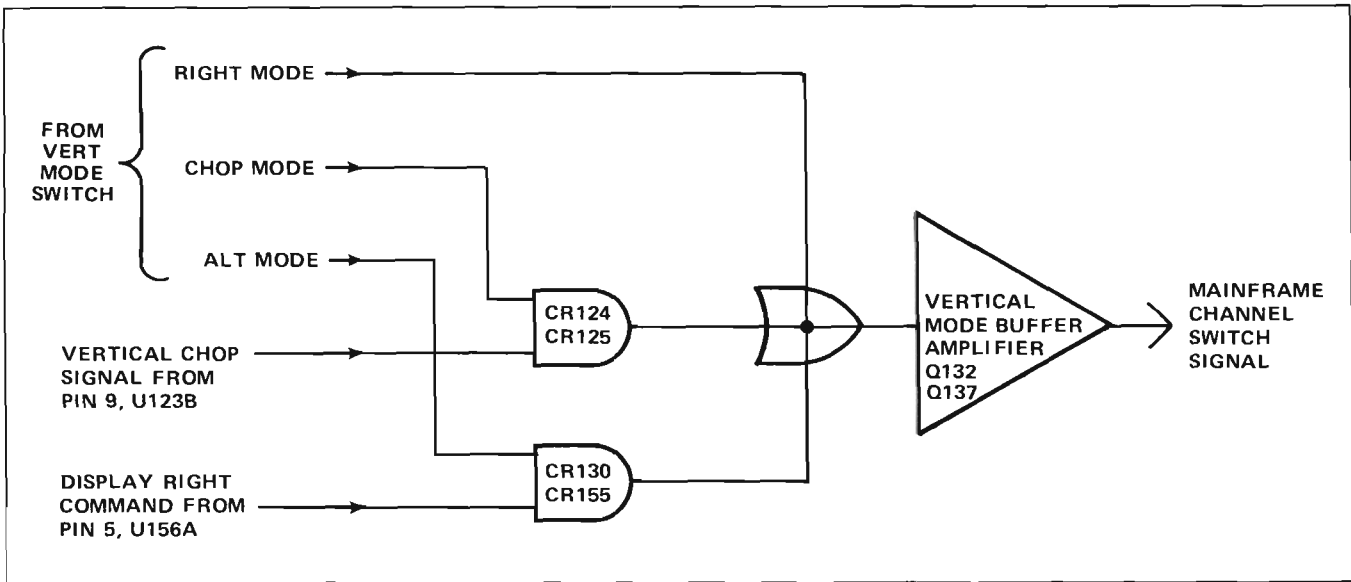 FROM
VERT
MODE
SWITCH
RIGHT MODE
CHOP MODE
ALT MODE
VERTICAL CHOP
SIGNAL FROM
PIN 9, U123B
DISPLAY RIGHT
COMMAND FROM
PIN 5, U156A
CR124
CR125
CR130
CR155
VERTICAL
MODE BUFFER
AMPLIFIER
Q132
Q137
MAINFRAME
CHANNEL
SWITCH
SIGNAL